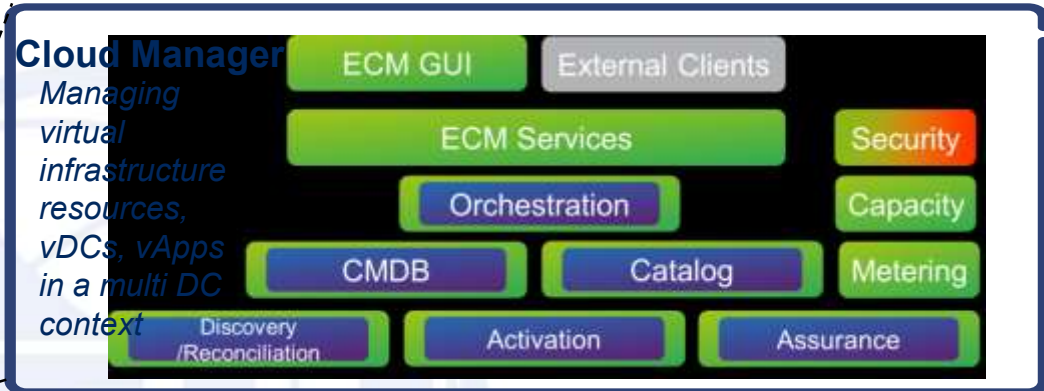 Cloud Manager
Managing
virtual
infrastructure
resources,
vDCs, vApps
in a multi DC
context
ECM GUI
External Clients
ECM Services
Security
Orchestration
Capacity
CMDB
Catalog
Metering
Discovery
/Reconciliation
Activation
Assurance